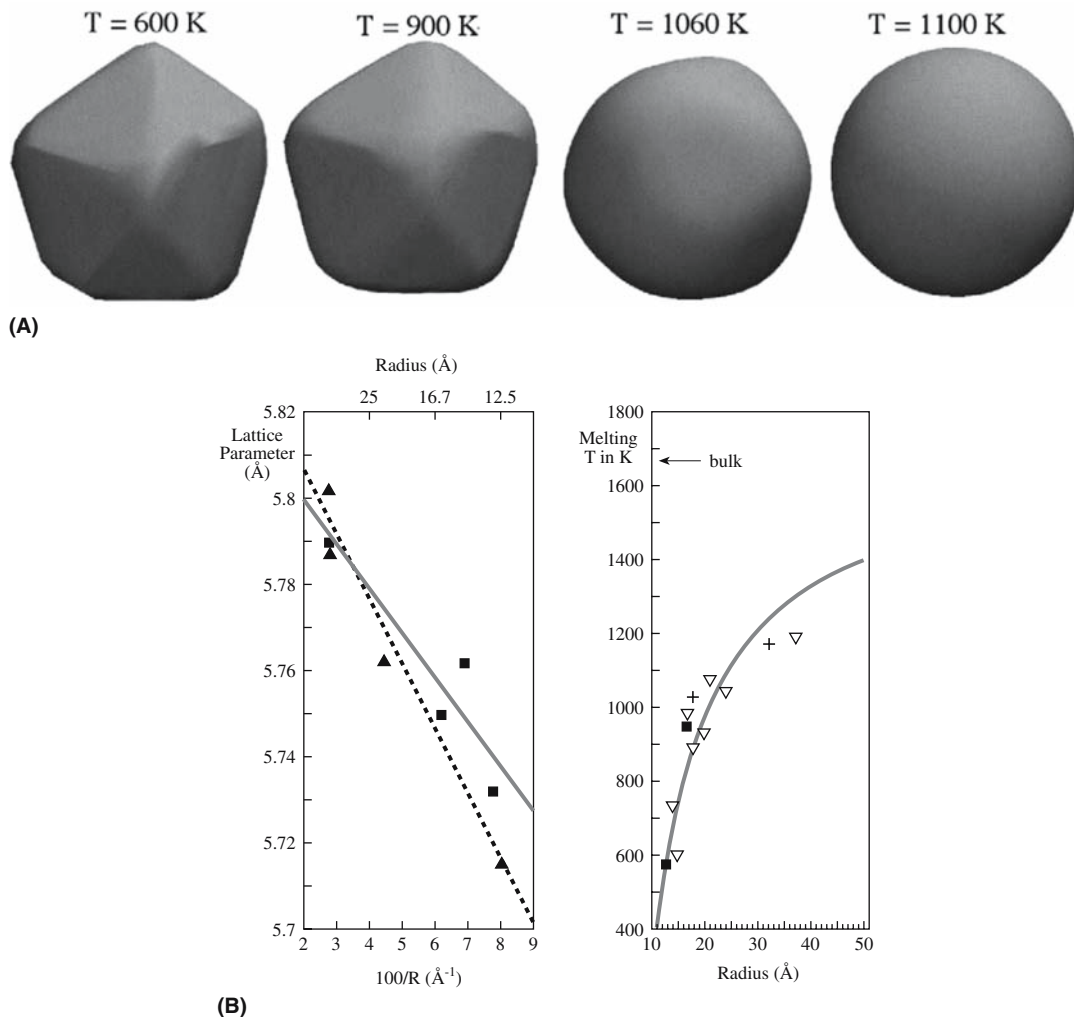 T = 600 K T = 900 K T = 1060 K T = 1100 K
(A)
Radius (Å)
25 16.7 12.5
5.82
Lattice
Parameter
(Å)
5.8
5.78
5.76
5.74
5.72
5.7
2 3 4 5 6 7 8 9
100/R (Å⁻¹)
1800
Melting
T in K
bulk
1600
1400
1200
1000
800
600
400
10 20 30 40 50
Radius (Å)
(B)